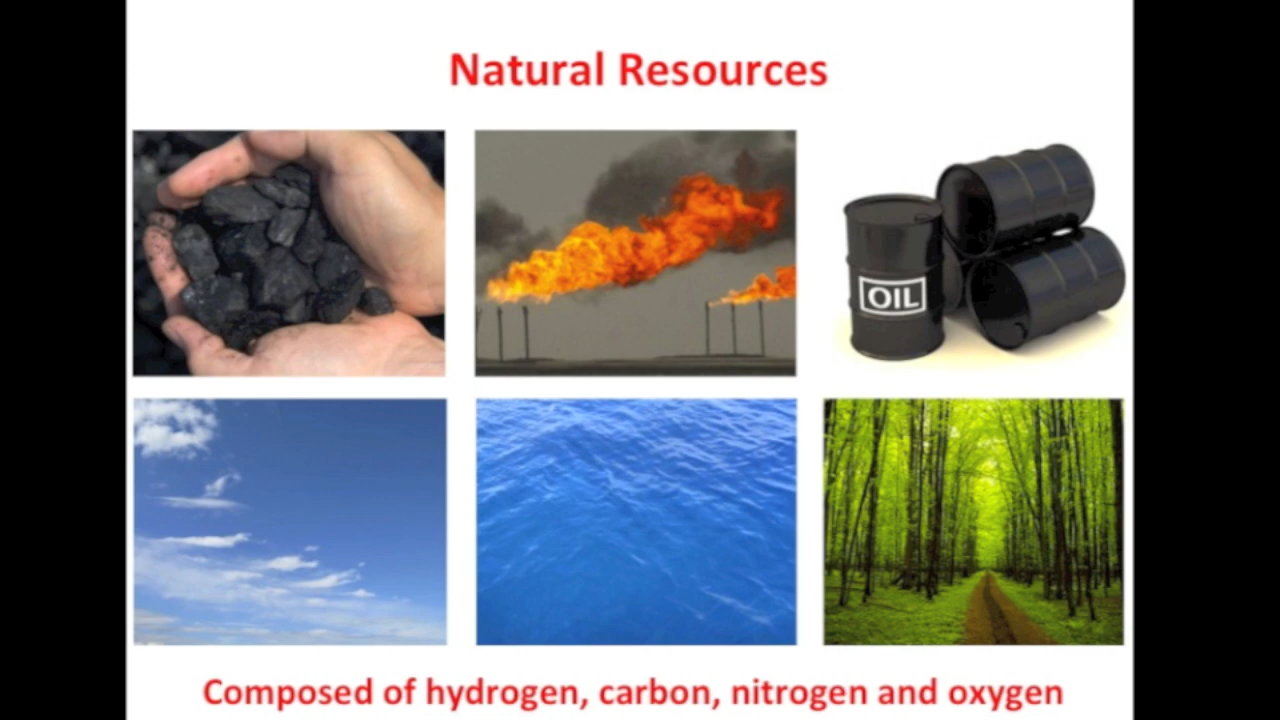 Natural Resources
OIL
Composed of hydrogen, carbon, nitrogen and oxygen